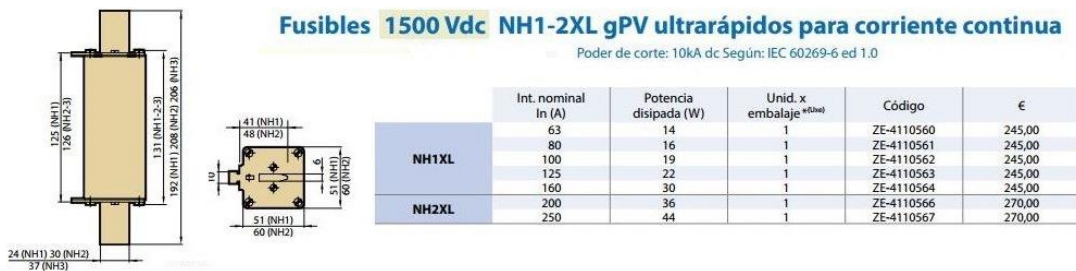 Fusibles 1500 Vdc NH1-2XL gPV ultrarápidos para corriente continua
Poder de corte: 10kA dc Según: IEC 60269-6 ed 1.0
125 (NH1)
126 (NH2-3)
131 (NH1-2-3)
192 (NH1) 208 (NH2) 206 (NH3)
24 (NH1) 30 (NH2)
37 (NH3)
41 (NH1)
48 (NH2)
10
6
51 (NH1)
60 (NH2)
51 (NH1)
60 (NH2)
Int. nominal In (A) Potencia disipada (W) Unid. x embalaje *(Uxe) Código €
NH1XL
63 14 1 ZE-4110560 245,00
80 16 1 ZE-4110561 245,00
100 19 1 ZE-4110562 245,00
125 22 1 ZE-4110563 245,00
160 30 1 ZE-4110564 245,00
NH2XL
200 36 1 ZE-4110566 270,00
250 44 1 ZE-4110567 270,00